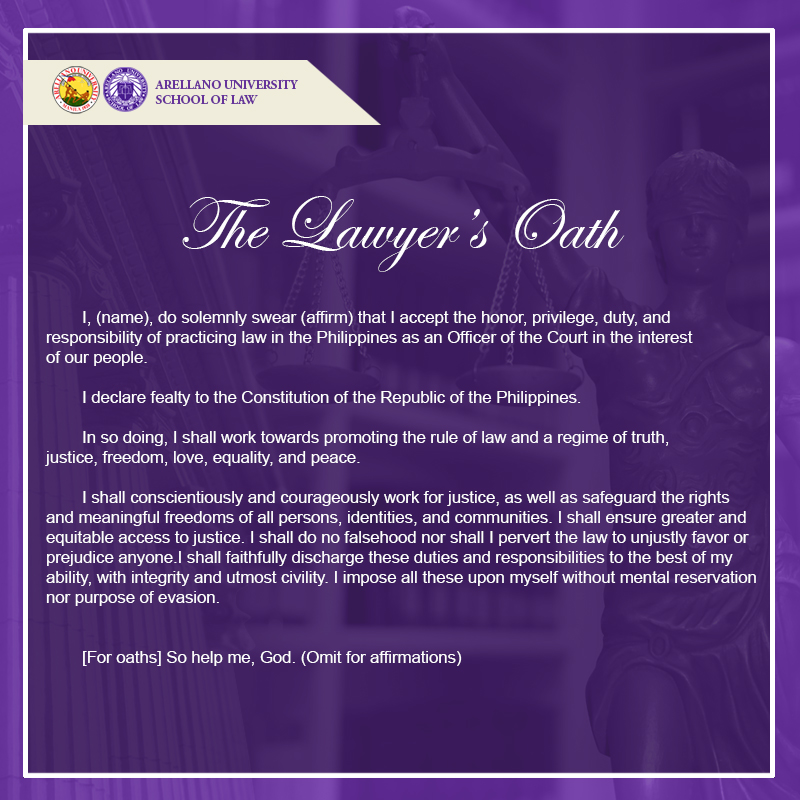 ARELLANO UNIVERSITY
SCHOOL OF LAW
The Lawyer's Oath
I, (name), do solemnly swear (affirm) that I accept the honor, privilege, duty, and
responsibility of practicing law in the Philippines as an Officer of the Court in the interest
of our people.
I declare fealty to the Constitution of the Republic of the Philippines.
In so doing, I shall work towards promoting the rule of law and a regime of truth,
justice, freedom, love, equality, and peace.
I shall conscientiously and courageously work for justice, as well as safeguard the rights
and meaningful freedoms of all persons, identities, and communities. I shall ensure greater and
equitable access to justice. I shall do no falsehood nor shall I pervert the law to unjustly favor or
prejudice anyone.I shall faithfully discharge these duties and responsibilities to the best of my
ability, with integrity and utmost civility. I impose all these upon myself without mental reservation
nor purpose of evasion.
[For oaths] So help me, God. (Omit for affirmations)